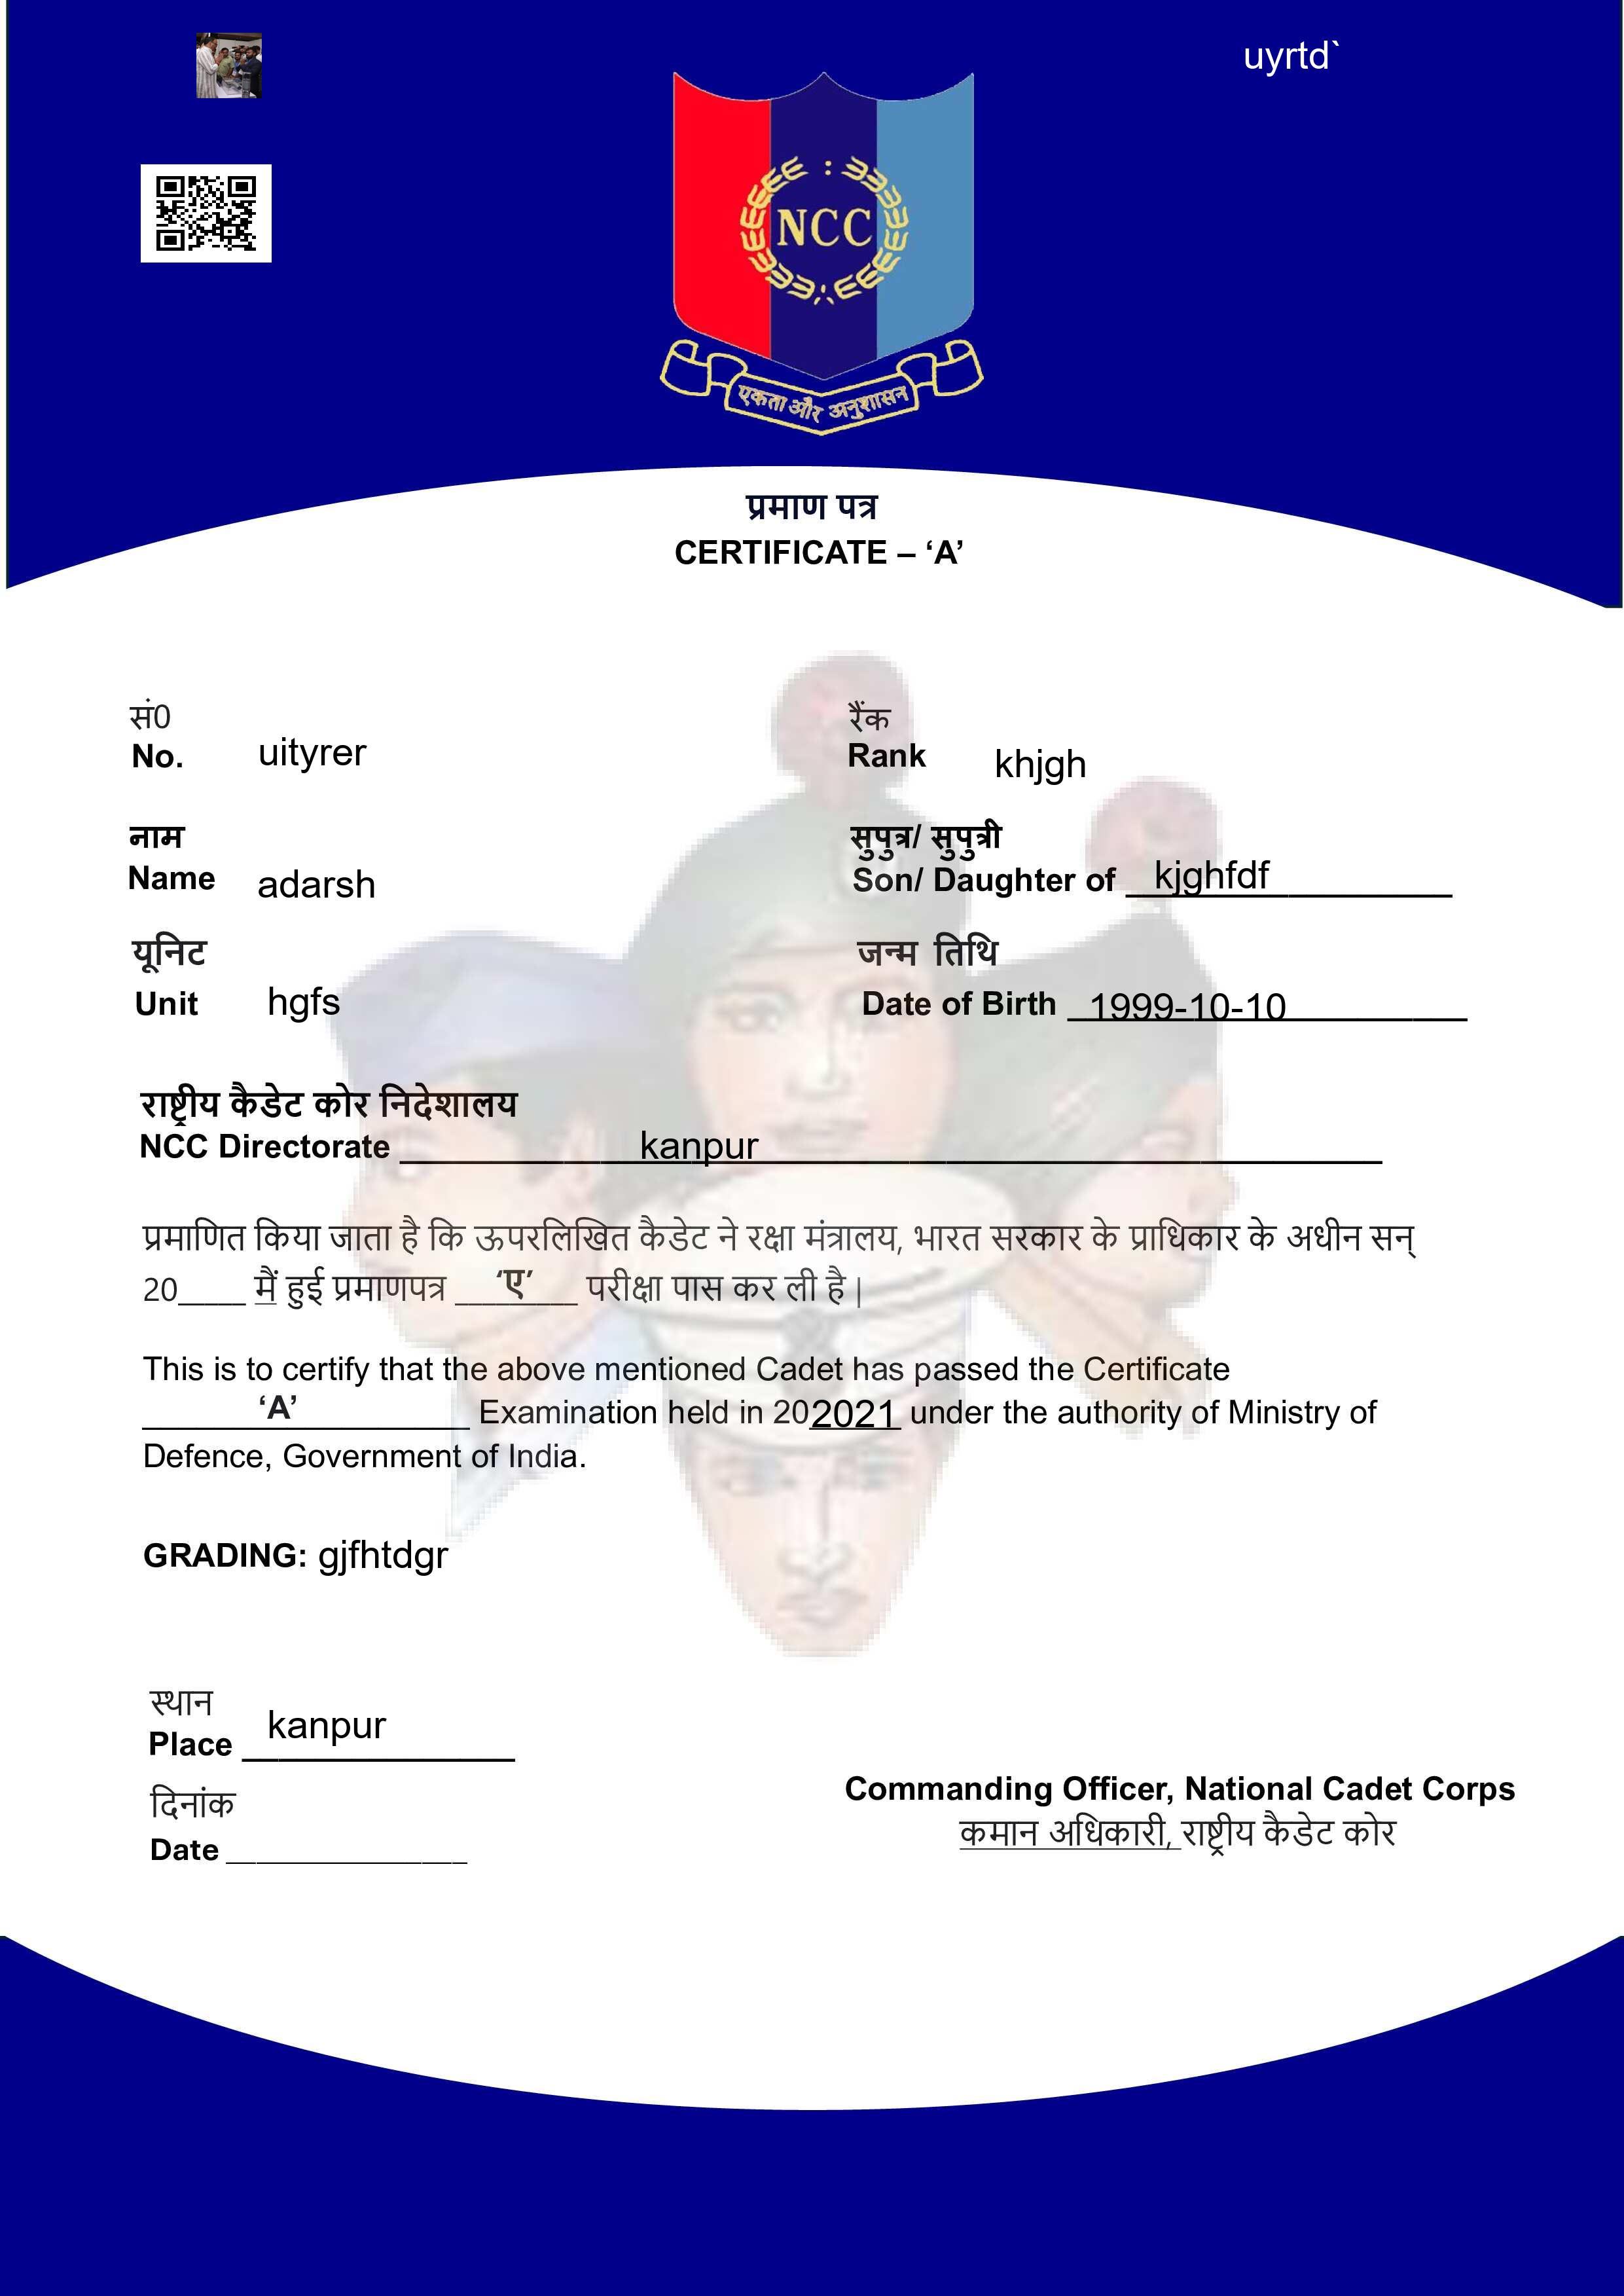 uyrtd`
NCC
एकता और अनुशासन
प्रमाण पत्र
CERTIFICATE – ‘A’
सं0
No. uityrer
रैंक
Rank khjgh
नाम
Name adarsh
सुपुत्र/ सुपुत्री
Son/ Daughter of kjghfdf
यूनिट
Unit hgfs
जन्म तिथि
Date of Birth 1999-10-10
राष्ट्रीय कैडेट कोर निदेशालय
NCC Directorate kanpur
प्रमाणित किया जाता है कि ऊपरलिखित कैडेट ने रक्षा मंत्रालय, भारत सरकार के प्राधिकार के अधीन सन्
20____ मैं हुई प्रमाणपत्र ‘ए’ परीक्षा पास कर ली है |
This is to certify that the above mentioned Cadet has passed the Certificate
‘A’ Examination held in 202021 under the authority of Ministry of
Defence, Government of India.
GRADING: gjfhtdgr
स्थान
Place kanpur
दिनांक
Date ______________
Commanding Officer, National Cadet Corps
कमान अधिकारी, राष्ट्रीय कैडेट कोर